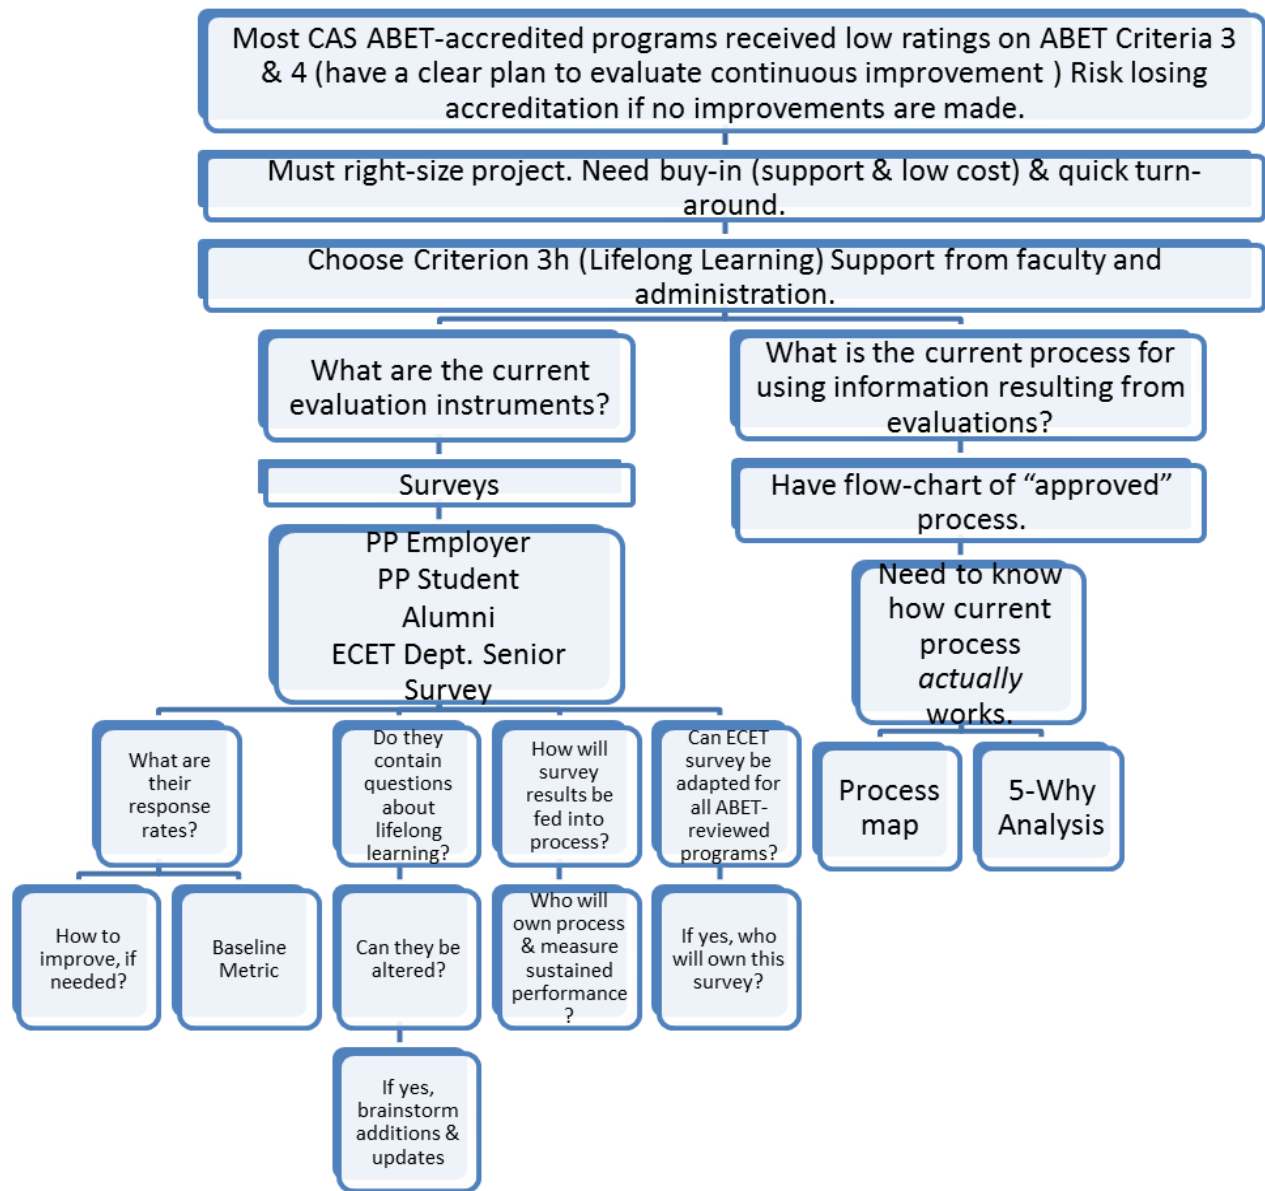 Most CAS ABET-accredited programs received low ratings on ABET Criteria 3
& 4 (have a clear plan to evaluate continuous improvement ) Risk losing
accreditation if no improvements are made.
Must right-size project. Need buy-in (support & low cost) & quick turn-
around.
Choose Criterion 3h (Lifelong Learning) Support from faculty and
administration.
What are the current
evaluation instruments?
Surveys
PP Employer
PP Student
Alumni
ECET Dept. Senior
Survey
What is the current process for
using information resulting from
evaluations?
Have flow-chart of “approved”
process.
Need to know
how current
process
actually
works.
What are
their
response
rates?
Do they
contain
questions
about
lifelong
learning?
How will
survey
results be
fed into
process?
Can ECET
survey be
adapted for
all ABET-
reviewed
programs?
Process
map
5-Why
Analysis
How to
improve, if
needed?
Baseline
Metric
Can they be
altered?
Who will
own process
& measure
sustained
performance
?
If yes, who
will own this
survey?
If yes,
brainstorm
additions &
updates